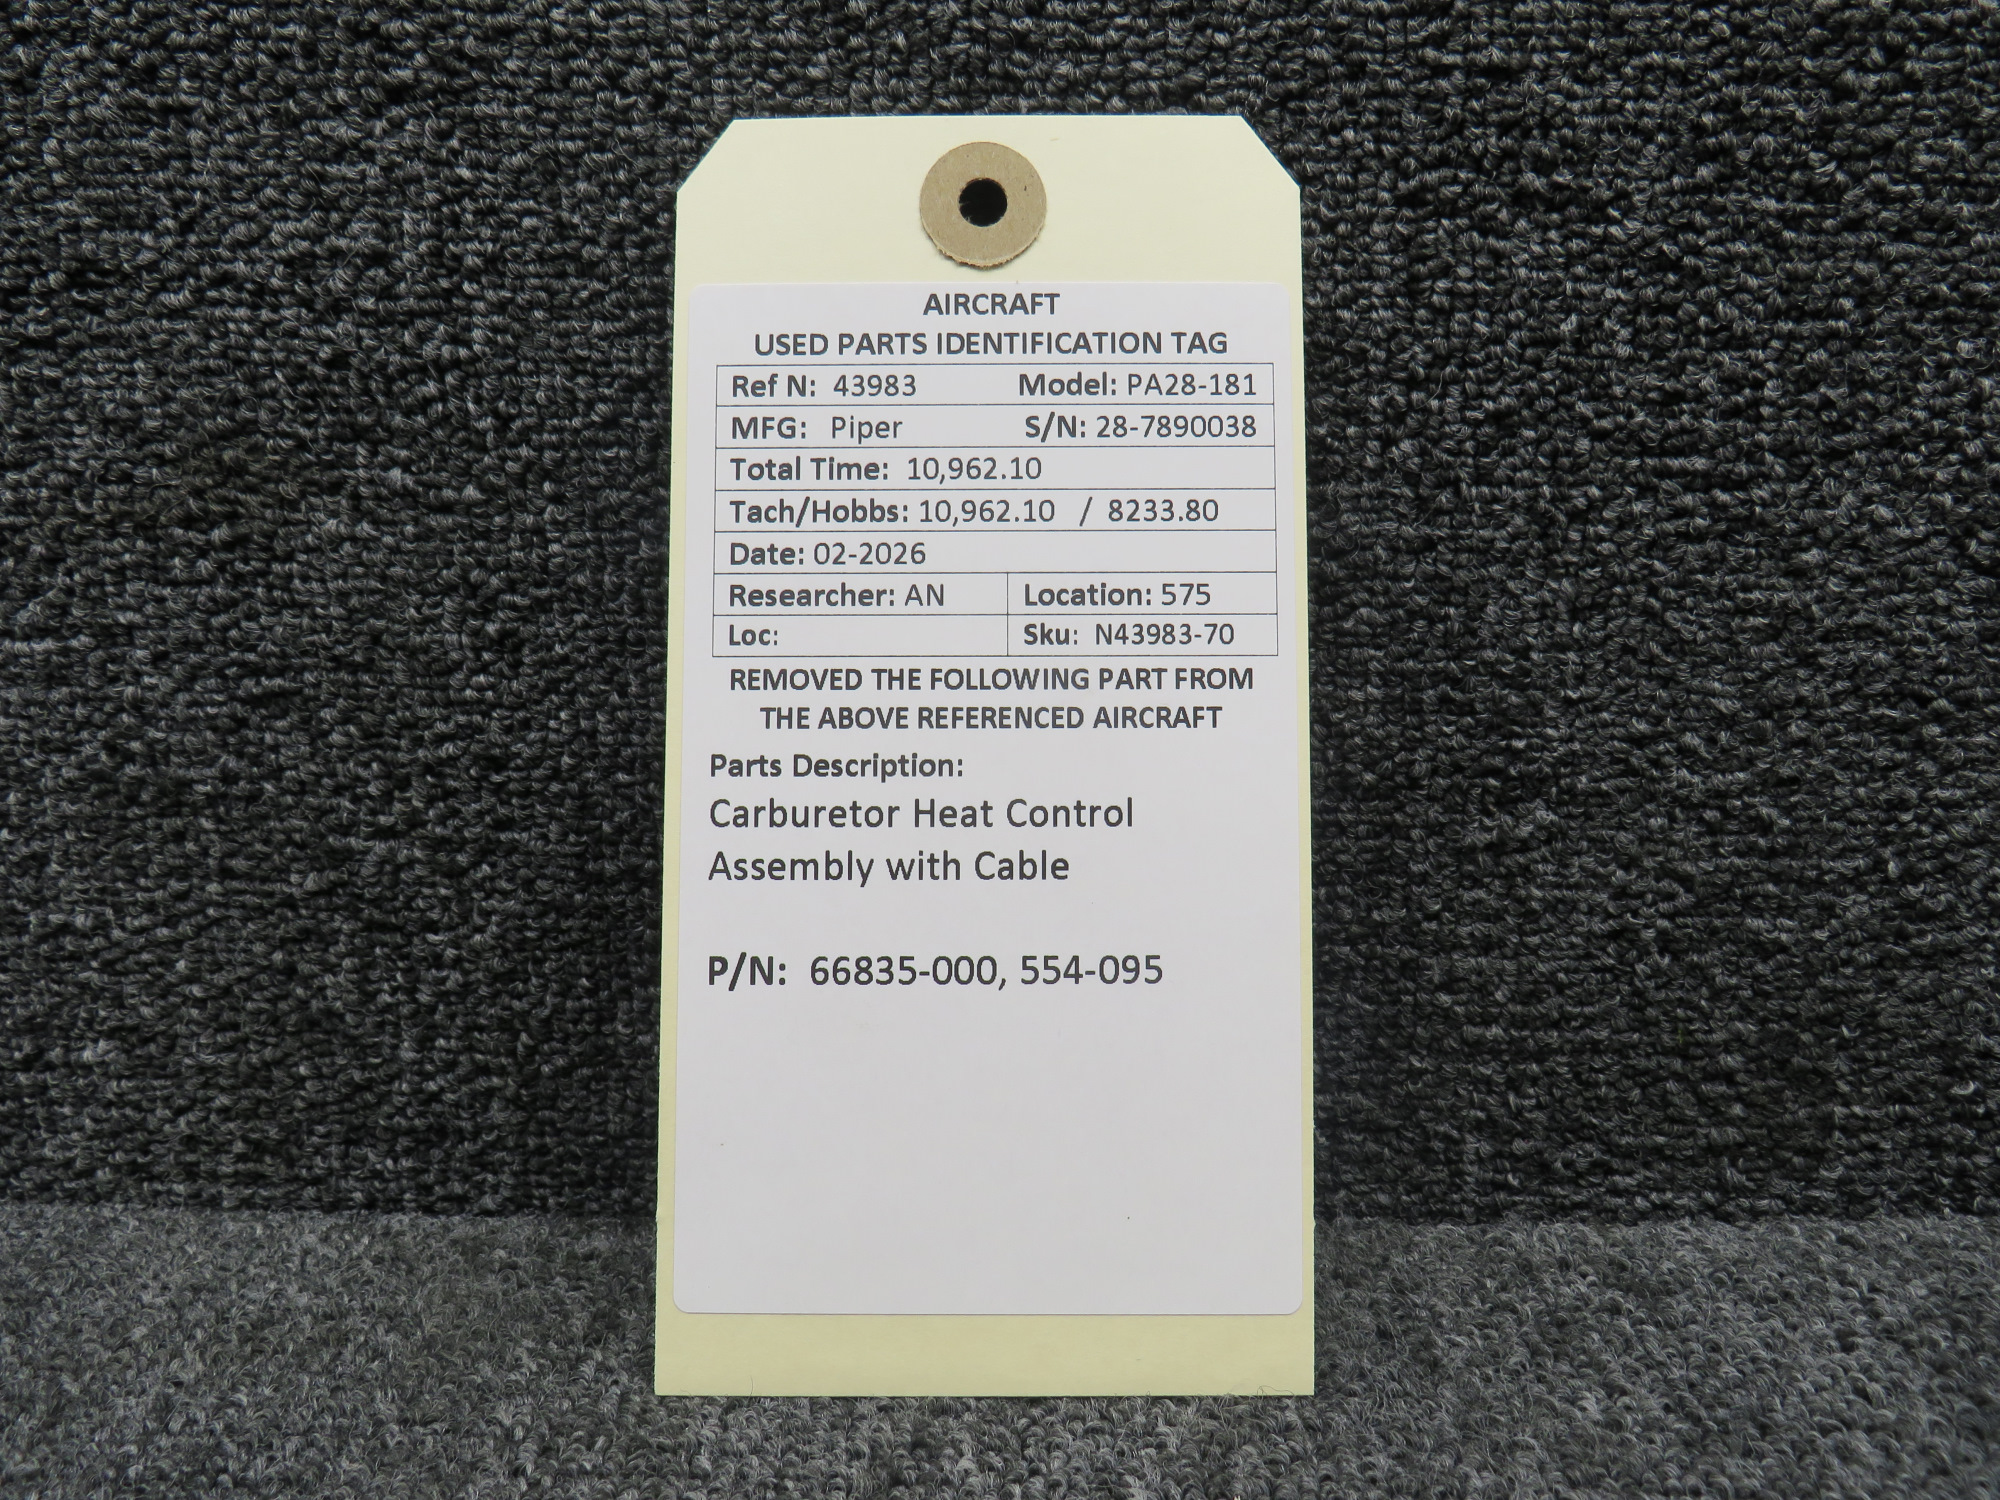 AIRCRAFT
USED PARTS IDENTIFICATION TAG
Ref N: 43983 Model: PA28-181
MFG: Piper S/N: 28-7890038
Total Time: 10,962.10
Tach/Hobbs: 10,962.10 / 8233.80
Date: 02-2026
Researcher: AN Location: 575
Loc: Sku: N43983-70
REMOVED THE FOLLOWING PART FROM
THE ABOVE REFERENCED AIRCRAFT
Parts Description:
Carburetor Heat Control
Assembly with Cable
P/N: 66835-000, 554-095